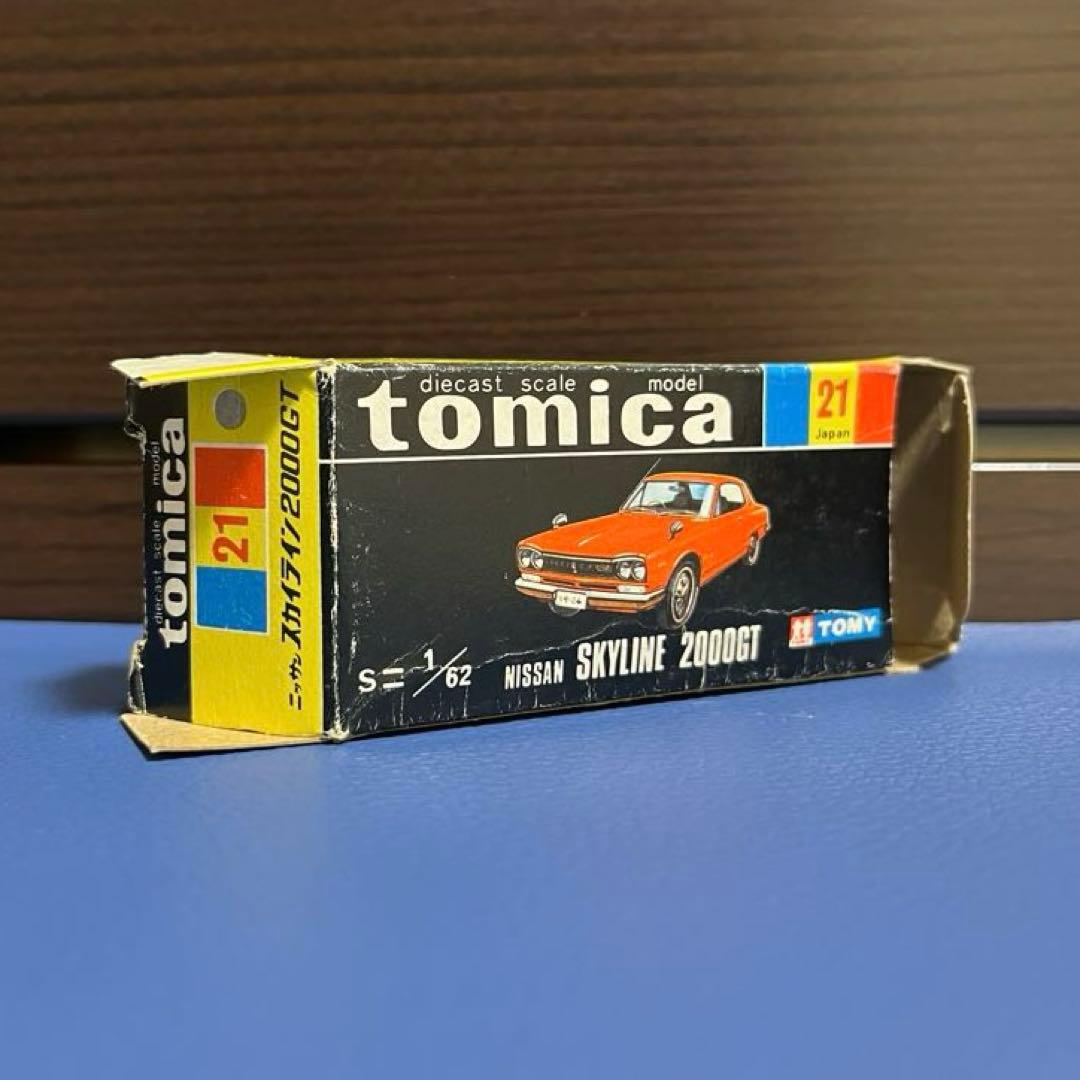 diecast scale model
tomica
21
ニッサン スカイライン2000GT
diecast scale model
tomica
21
Japan
S=1/62
NISSAN SKYLINE 2000GT
TOMY